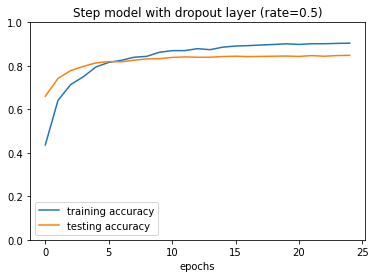 Step model with dropout layer (rate=0.5)
1.0
0.8
0.6
0.4
0.2
0.0
training accuracy
testing accuracy
0 5 10 15 20 25
epochs